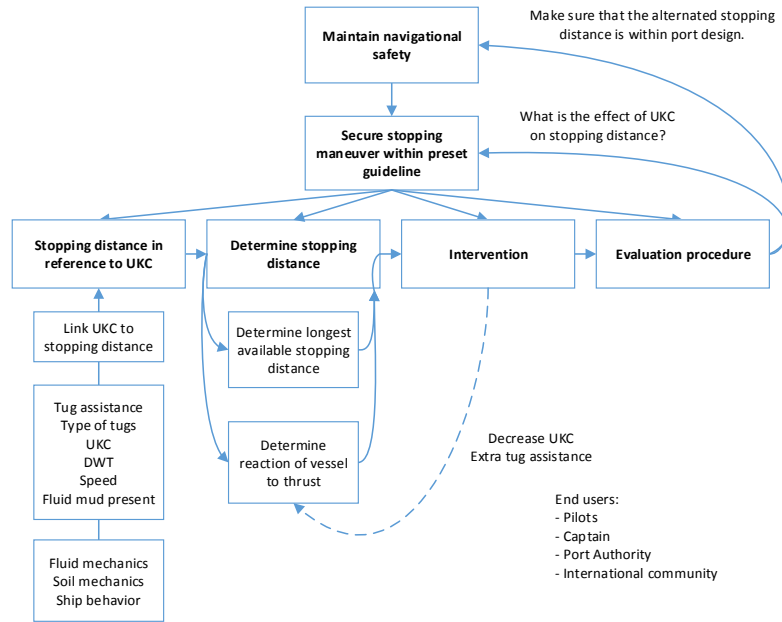 Maintain navigational
safety
Make sure that the alternated stopping
distance is within port design.
Secure stopping
maneuver within preset
guideline
What is the effect of UKC
on stopping distance?
Stopping distance in
reference to UKC
Determine stopping
distance
Intervention
Evaluation procedure
Link UKC to
stopping distance
Determine longest
available stopping
distance
Tug assistance
Type of tugs
UKC
DWT
Speed
Fluid mud present
Determine
reaction of vessel
to thrust
Decrease UKC
Extra tug assistance
Fluid mechanics
Soil mechanics
Ship behavior
End users:
- Pilots
- Captain
- Port Authority
- International community